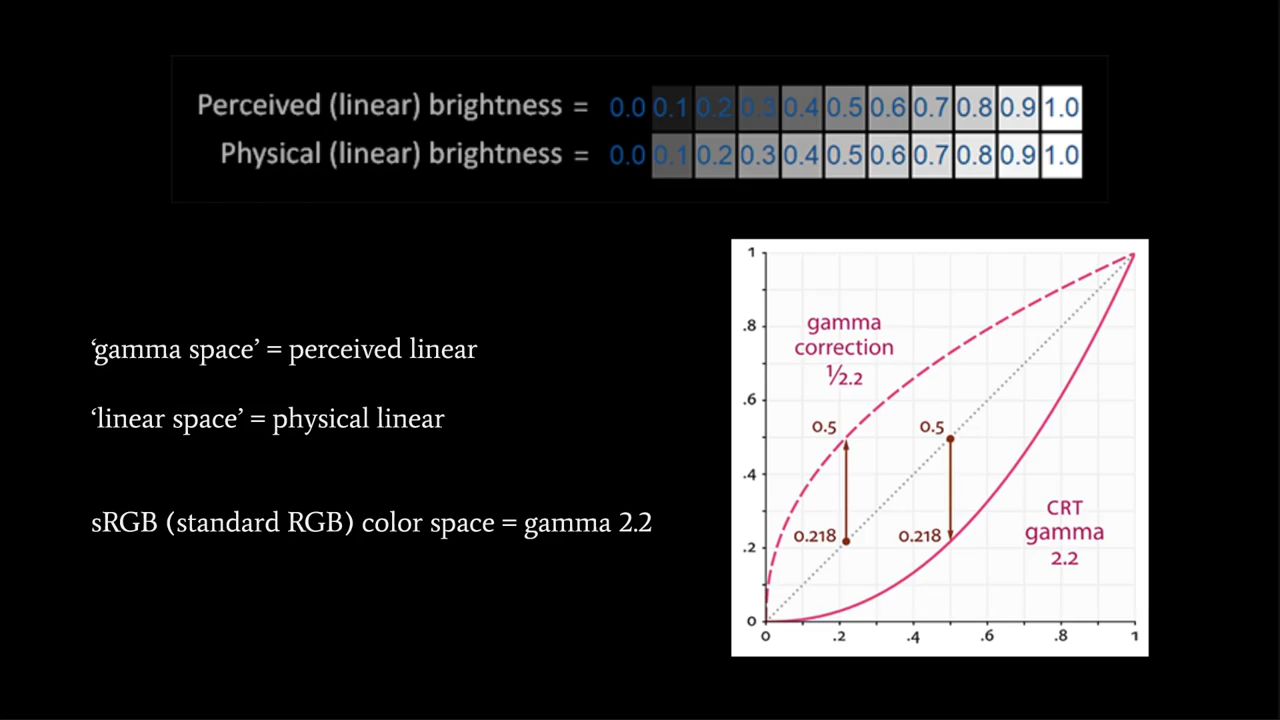 Perceived (linear) brightness = 0.0 0.1 0.2 0.3 0.4 0.5 0.6 0.7 0.8 0.9 1.0
Physical (linear) brightness = 0.0 0.1 0.2 0.3 0.4 0.5 0.6 0.7 0.8 0.9 1.0
‘gamma space’ = perceived linear
‘linear space’ = physical linear
sRGB (standard RGB) color space = gamma 2.2
1
.8
.6
.4
.2
0
gamma
correction
1/2.2
0.5
0.5
0.218
0.218
CRT
gamma
2.2
0 .2 .4 .6 .8 1